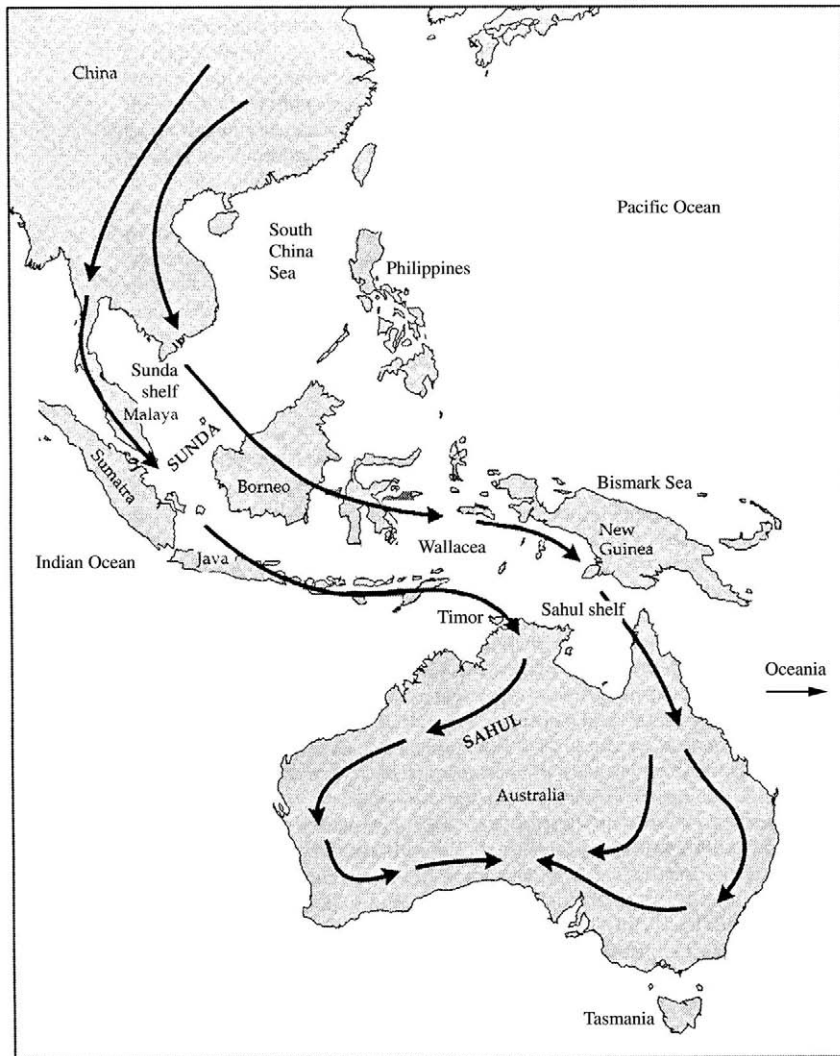 China
Pacific Ocean
South
China
Sea
Philippines
Sunda
shelf
Malaya
SUNDA
Sumatra
Borneo
Bismark Sea
New
Guinea
Wallacea
Indian Ocean
Java
Timor
Sahul shelf
Oceania
SAHUL
Australia
Tasmania